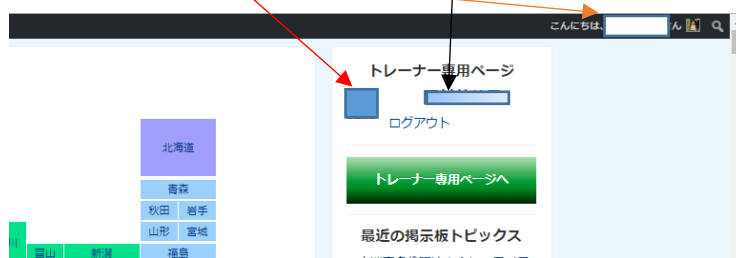 こんにちは、
ん
トレーナー専用ページ
ログアウト
北海道
トレーナー専用ページへ
青森
秋田 岩手
山形 宮城
最近の掲示板トピックス
川
富山 新潟 福島